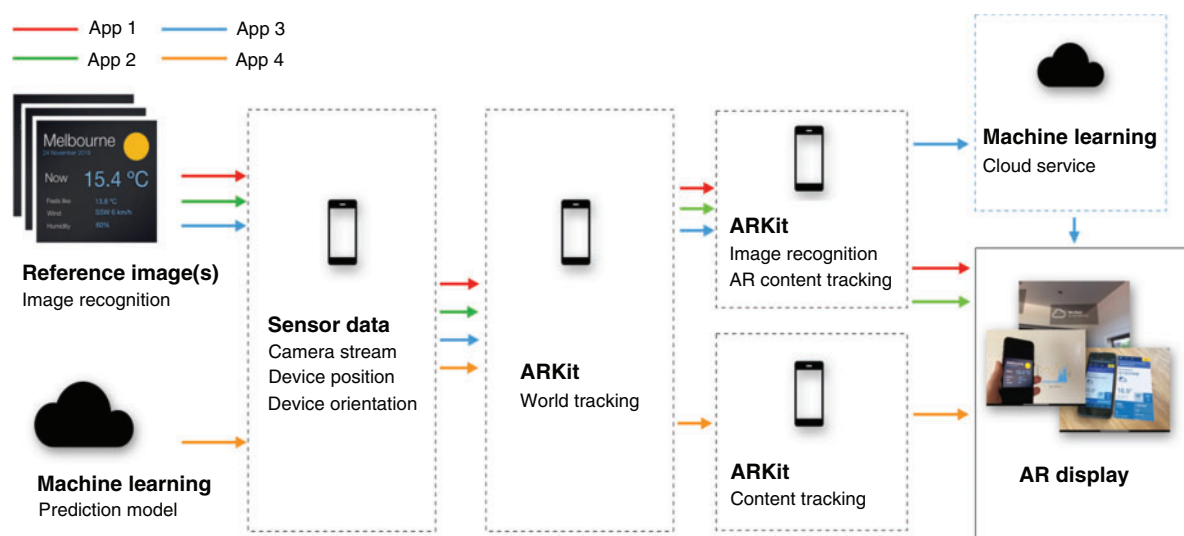 App 1
App 2
App 3
App 4
Melbourne
24 November 2019
Now 15.4 ºC
Feels like 13.8 ºC
Wind SSW 6 km/h
Humidity 60%
Reference image(s)
Image recognition
Machine learning
Prediction model
Sensor data
Camera stream
Device position
Device orientation
ARKit
World tracking
ARKit
Image recognition
AR content tracking
ARKit
Content tracking
Machine learning
Cloud service
AR display